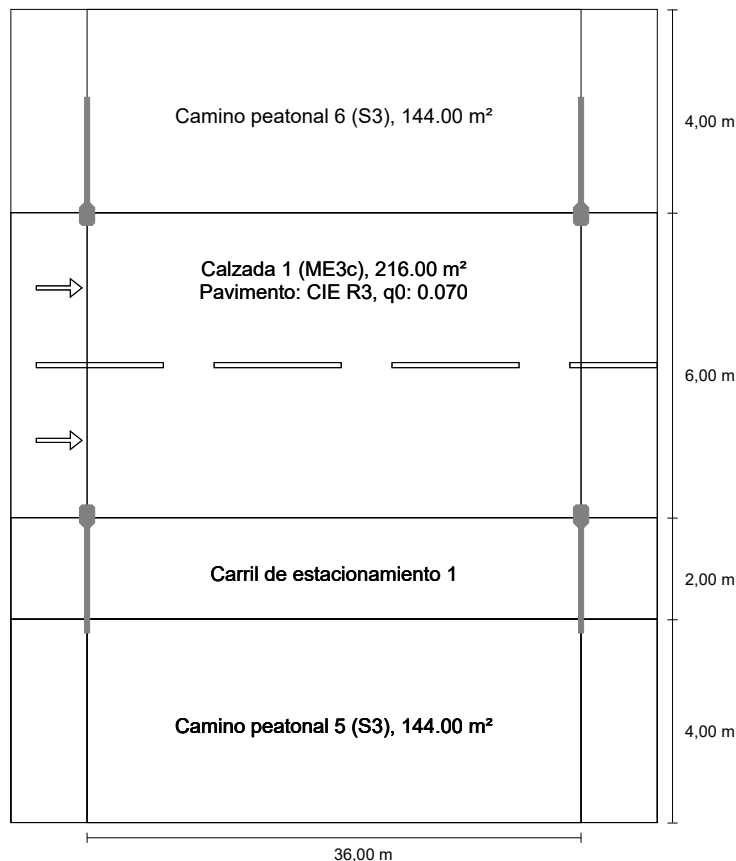 Camino peatonal 6 (S3), 144.00 m²
4,00 m
Calzada 1 (ME3c), 216.00 m²
Pavimento: CIE R3, q0: 0.070
6,00 m
Carril de estacionamiento 1
2,00 m
Camino peatonal 5 (S3), 144.00 m²
4,00 m
36,00 m